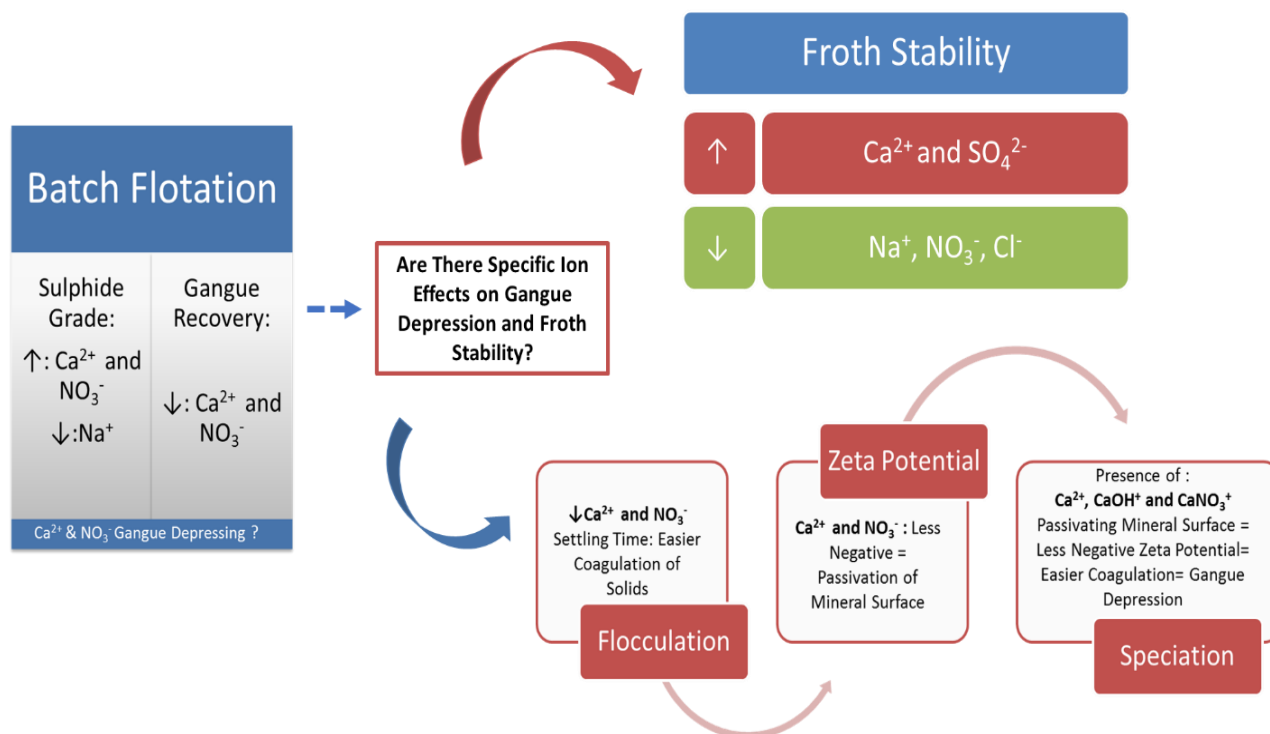 Batch Flotation
Sulphide
Grade:
↑: Ca²⁺ and
NO₃⁻
↓:Na⁺
Gangue
Recovery:
↓: Ca²⁺ and
NO₃⁻
Ca²⁺ & NO₃⁻ Gangue Depressing ?
Are There Specific Ion
Effects on Gangue
Depression and Froth
Stability?
Froth Stability
↑ Ca²⁺ and SO₄²⁻
↓ Na⁺, NO₃⁻, Cl⁻
↓Ca²⁺ and NO₃⁻
Settling Time: Easier
Coagulation of
Solids
Flocculation
Zeta Potential
Ca²⁺ and NO₃⁻ : Less
Negative =
Passivation of
Mineral Surface
Presence of :
Ca²⁺, CaOH⁺ and CaNO₃⁺
Passivating Mineral Surface =
Less Negative Zeta Potential=
Easier Coagulation= Gangue
Depression
Speciation